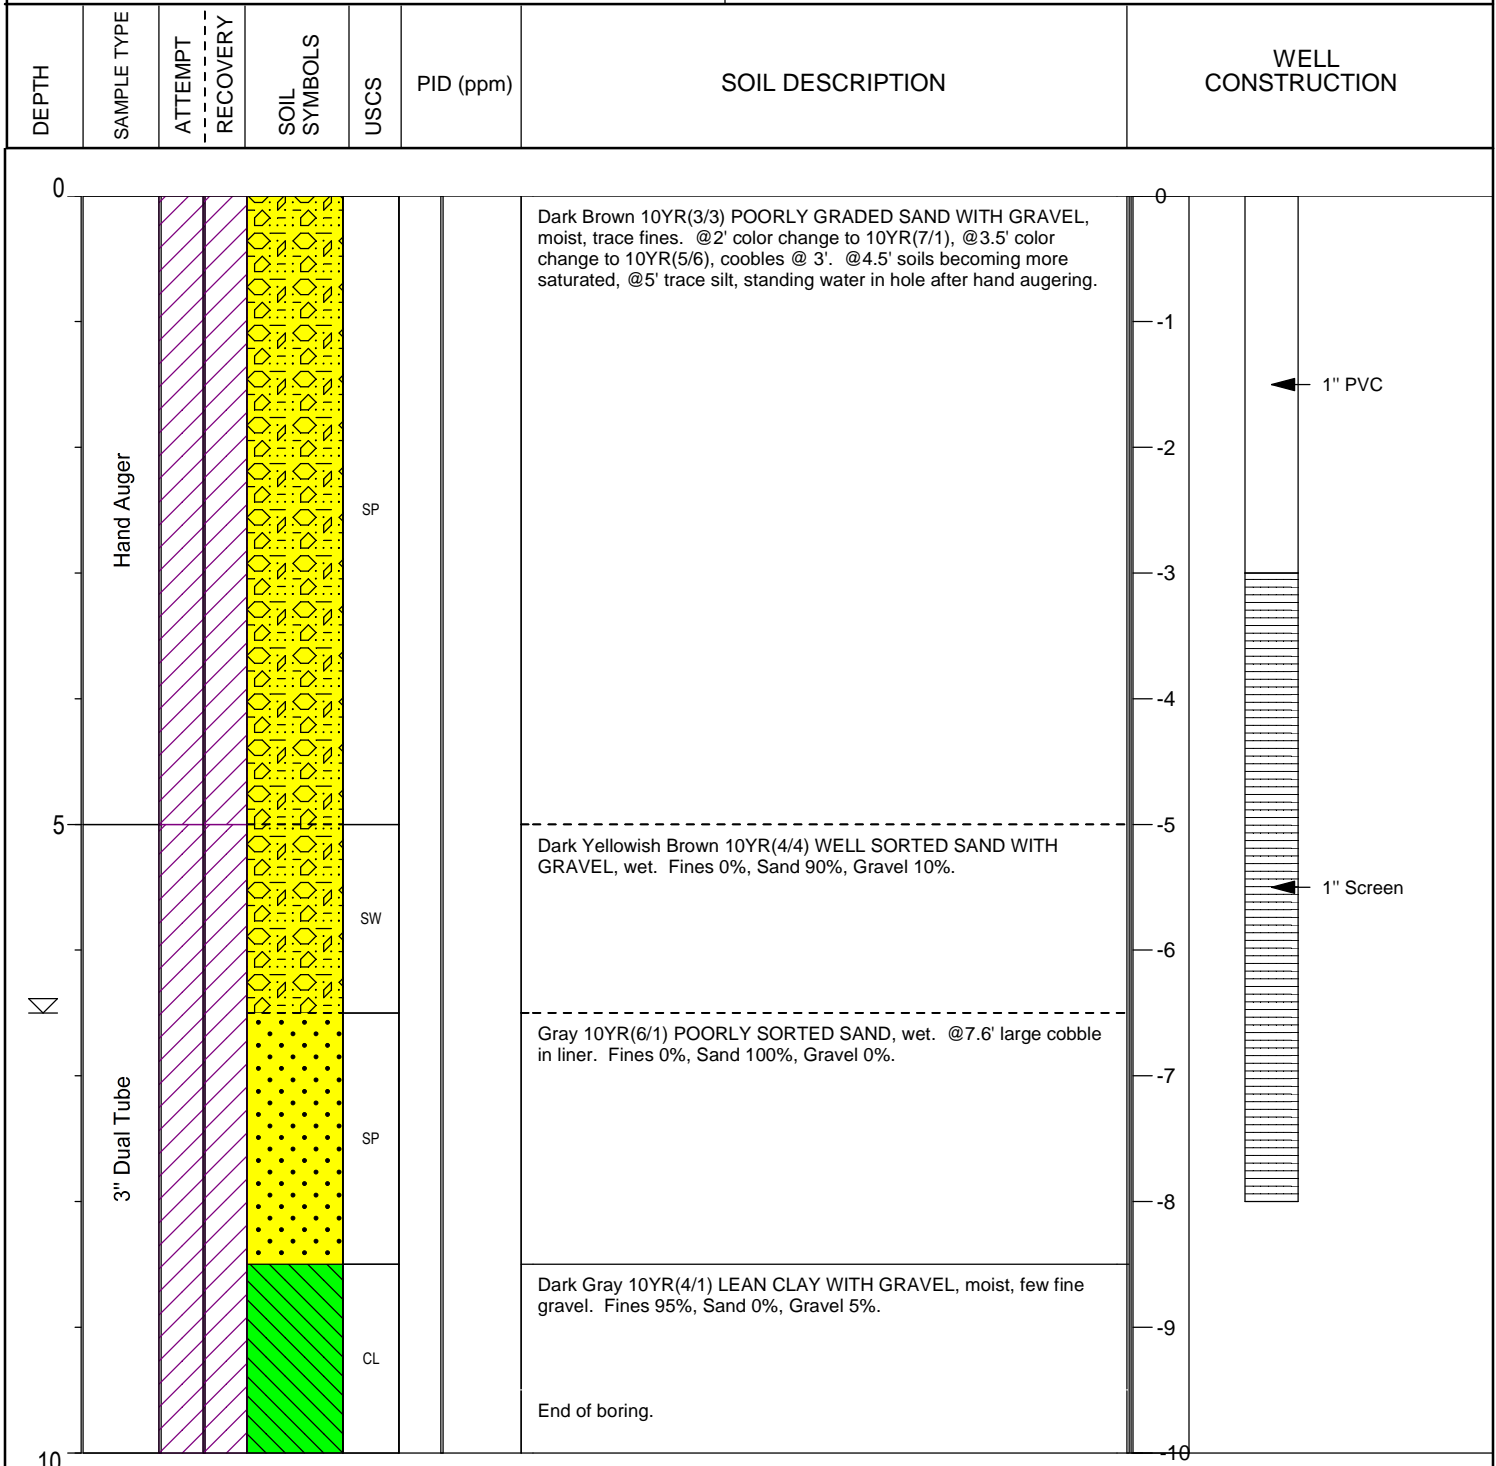 DEPTH
SAMPLE TYPE
ATTEMPT
RECOVERY
SOIL
SYMBOLS
USCS
PID (ppm)
SOIL DESCRIPTION
WELL
CONSTRUCTION
0
5
10
Hand Auger
3" Dual Tube
SP
SW
SP
CL
Dark Brown 10YR(3/3) POORLY GRADED SAND WITH GRAVEL,
moist, trace fines. @2' color change to 10YR(7/1), @3.5' color
change to 10YR(5/6), coobles @ 3'. @4.5' soils becoming more
saturated, @5' trace silt, standing water in hole after hand augering.
Dark Yellowish Brown 10YR(4/4) WELL SORTED SAND WITH
GRAVEL, wet. Fines 0%, Sand 90%, Gravel 10%.
Gray 10YR(6/1) POORLY SORTED SAND, wet. @7.6' large cobble
in liner. Fines 0%, Sand 100%, Gravel 0%.
Dark Gray 10YR(4/1) LEAN CLAY WITH GRAVEL, moist, few fine
gravel. Fines 95%, Sand 0%, Gravel 5%.
End of boring.
0
-1
-2
-3
-4
-5
-6
-7
-8
-9
-10
1" PVC
1" Screen